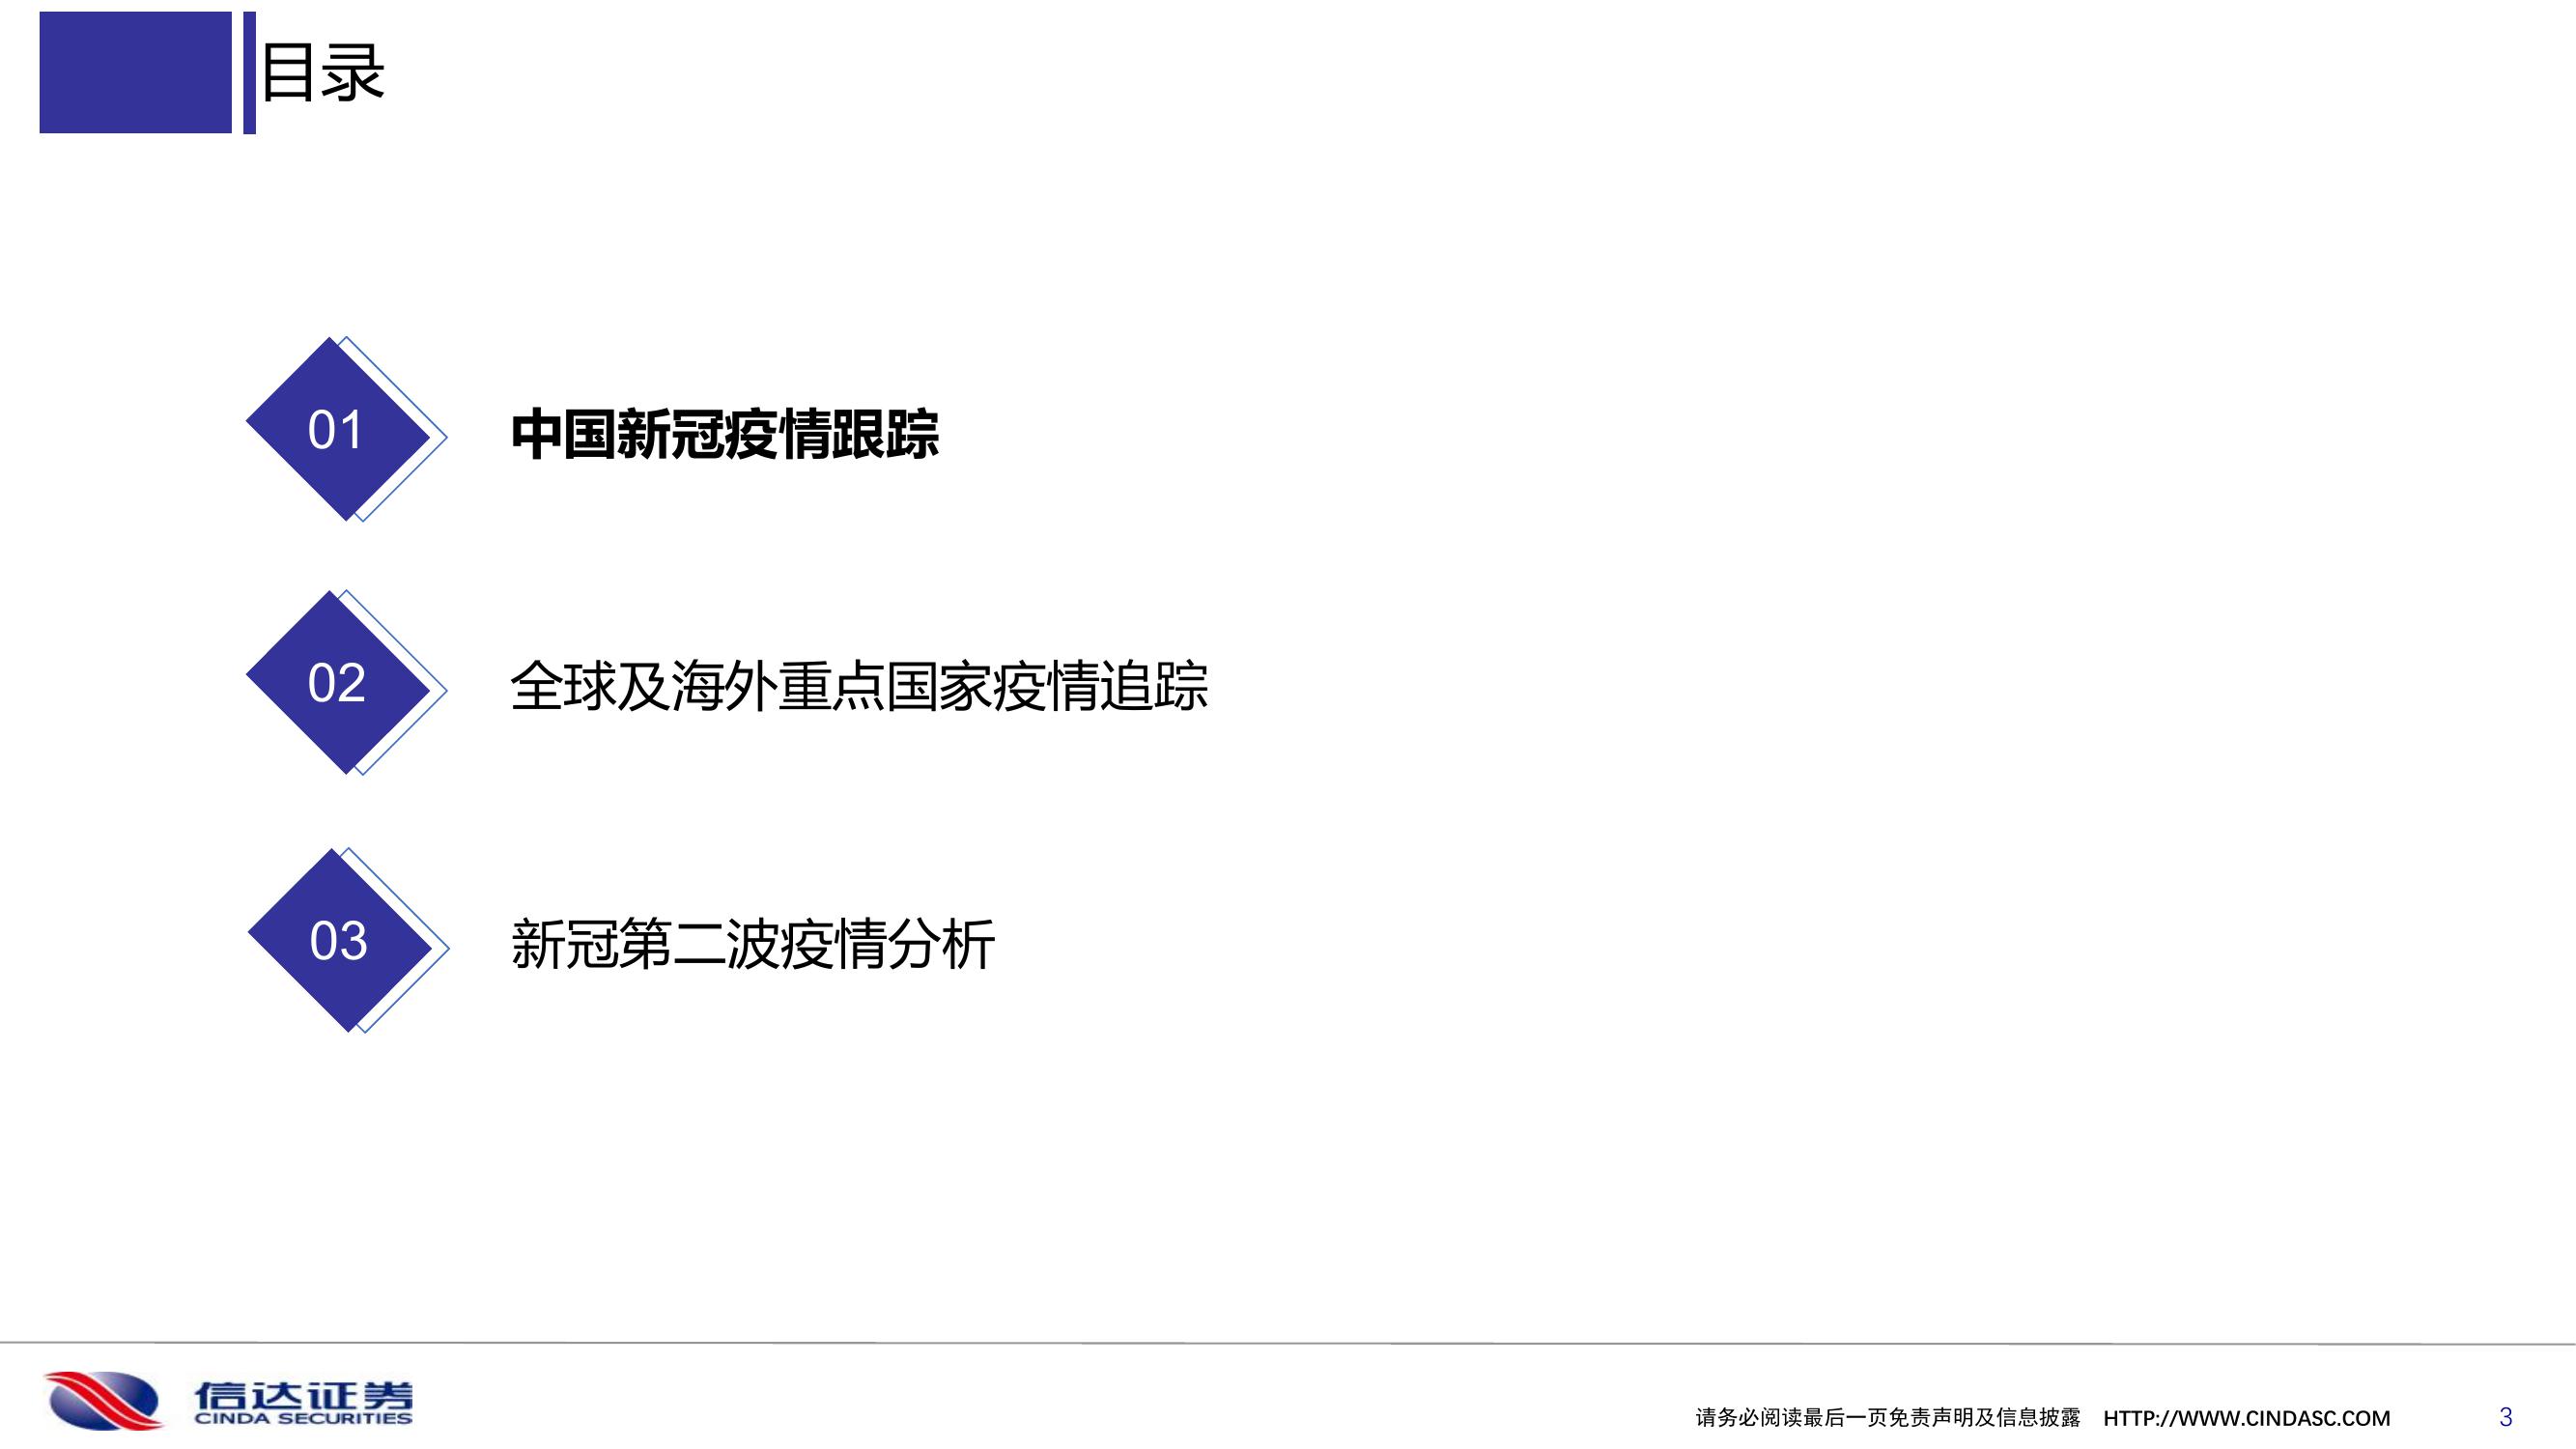 目录
01
中国新冠疫情跟踪
02
全球及海外重点国家疫情追踪
03
新冠第二波疫情分析
信达证券
CINDA SECURITIES
请务必阅读最后一页免责声明及信息披露 HTTP://WWW.CINDASC.COM 3